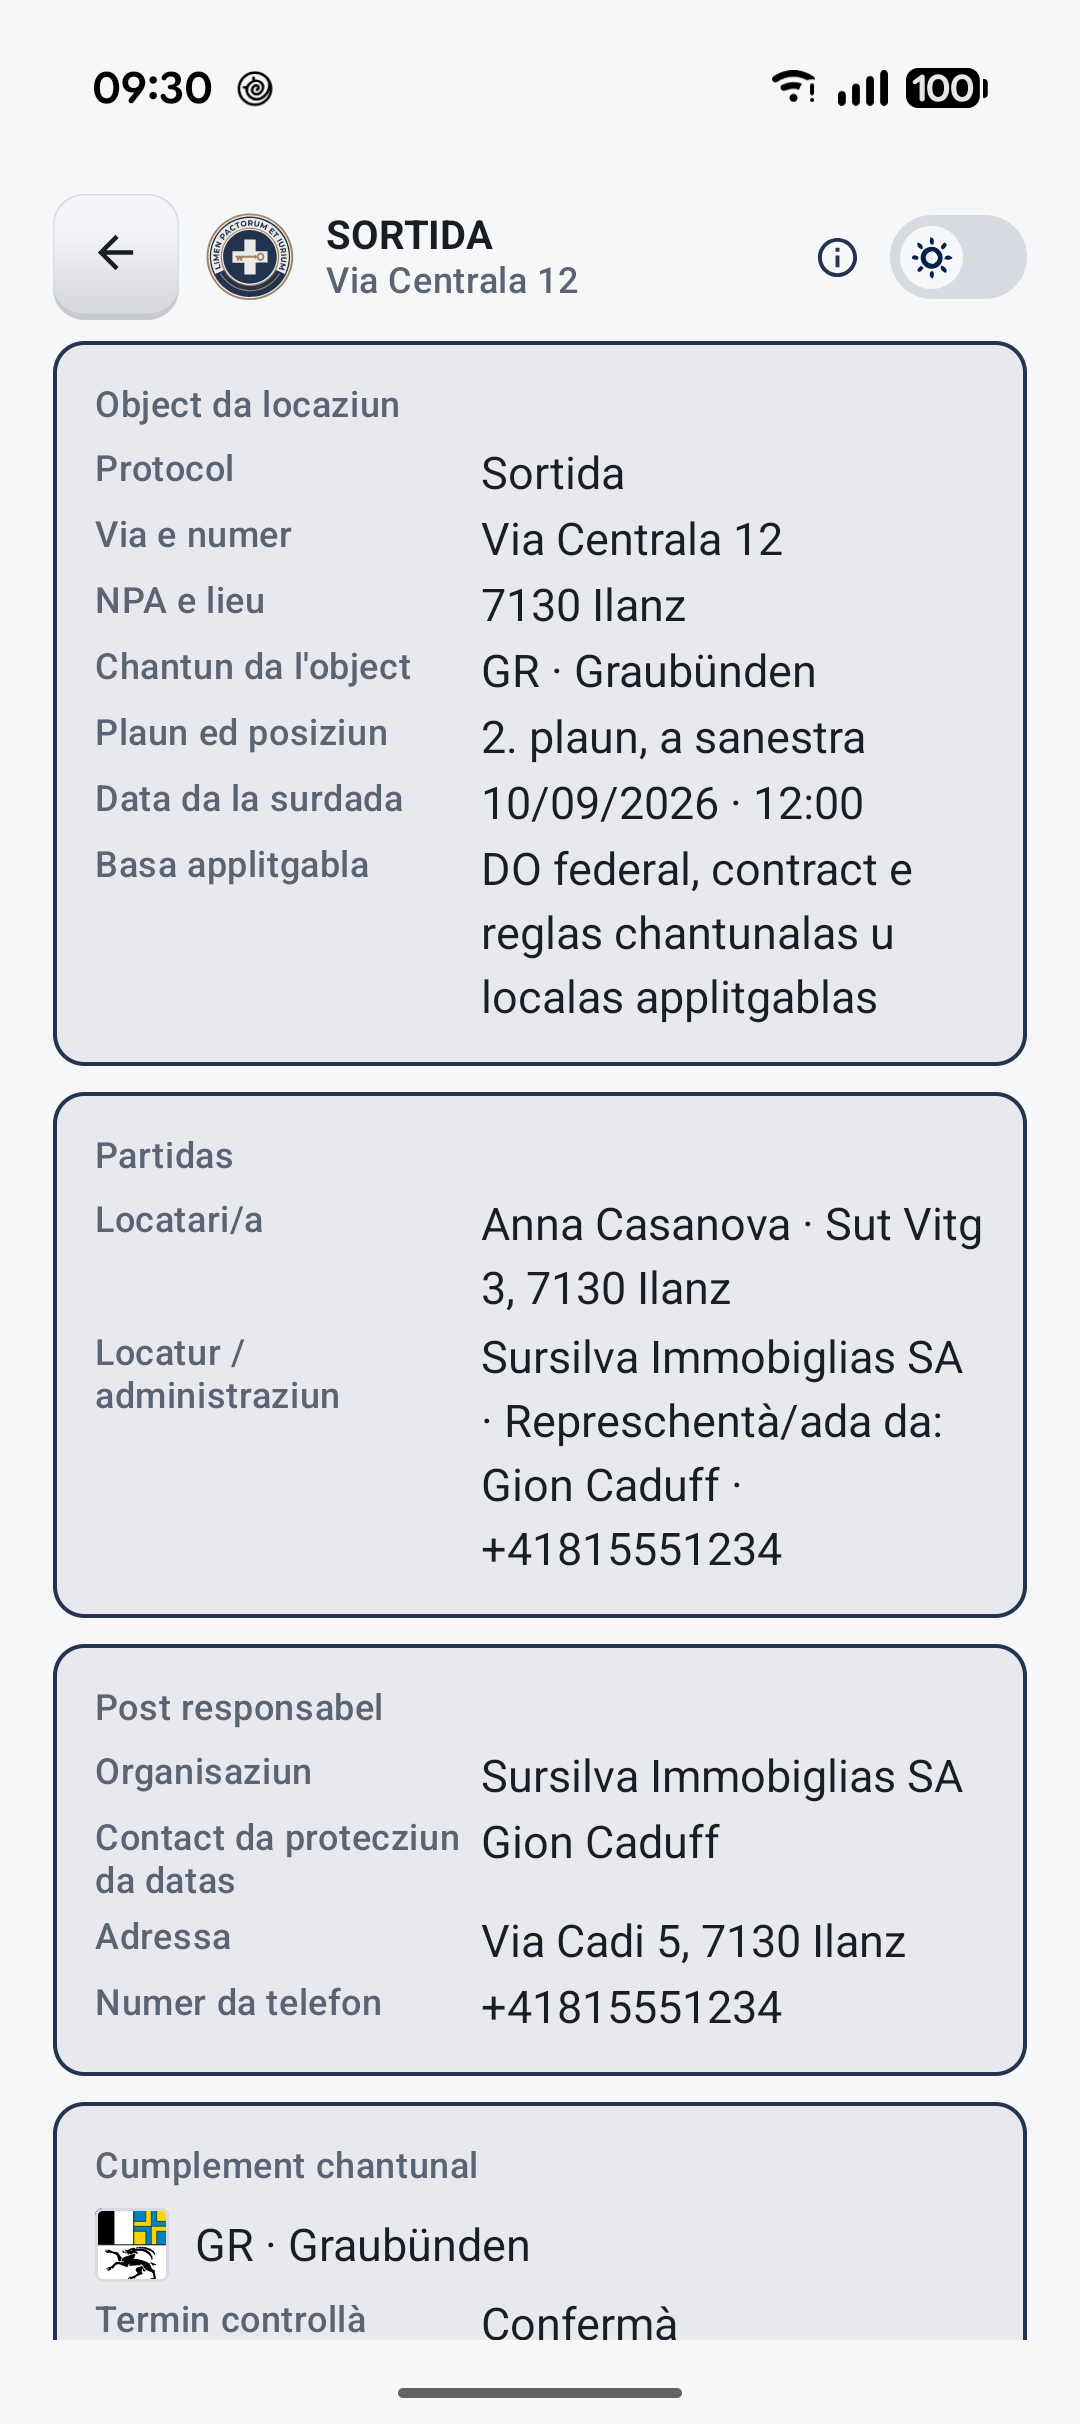 09:30
100
LIMEN PACTORUM ET IURIUM
SORTIDA
Via Centrala 12
Object da locaziun
Protocol Sortida
Via e numer Via Centrala 12
NPA e lieu 7130 Ilanz
Chantun da l'object GR · Graubünden
Plaun ed posiziun 2. plaun, a sanestra
Data da la surdada 10/09/2026 · 12:00
Basa applitgabla DO federal, contract e
reglas chantunalas u
localas applitgablas
Partidas
Locatari/a Anna Casanova · Sut Vitg
3, 7130 Ilanz
Locatur / Sursilva Immobiglias SA
administraziun · Represchentà/ada da:
Gion Caduff ·
+41815551234
Post responsabel
Organisaziun Sursilva Immobiglias SA
Contact da protecziun Gion Caduff
da datas
Adressa Via Cadi 5, 7130 Ilanz
Numer da telefon +41815551234
Cumplement chantunal
GR · Graubünden
Termin controllà Confermà